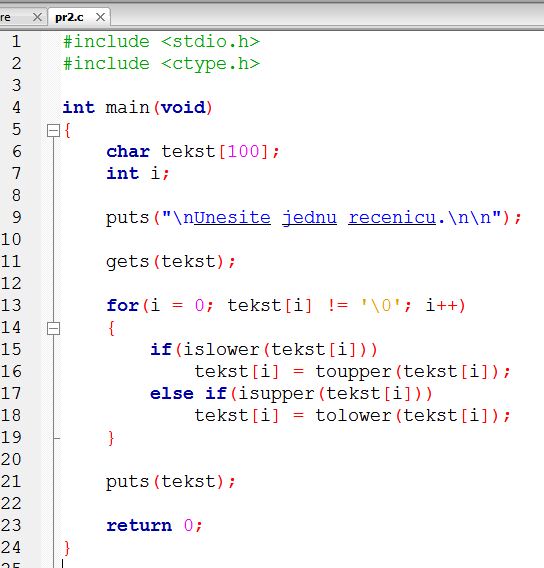 re
pr2.c
1 #include <stdio.h>
2 #include <ctype.h>
3
4 int main(void)
5 {
6 char tekst[100];
7 int i;
8
9 puts("\nUnesite jednu recenicu.\n\n");
10
11 gets(tekst);
12
13 for(i = 0; tekst[i] != '\0'; i++)
14 {
15 if(islower(tekst[i]))
16 tekst[i] = toupper(tekst[i]);
17 else if(isupper(tekst[i]))
18 tekst[i] = tolower(tekst[i]);
19 }
20
21 puts(tekst);
22
23 return 0;
24 }
25